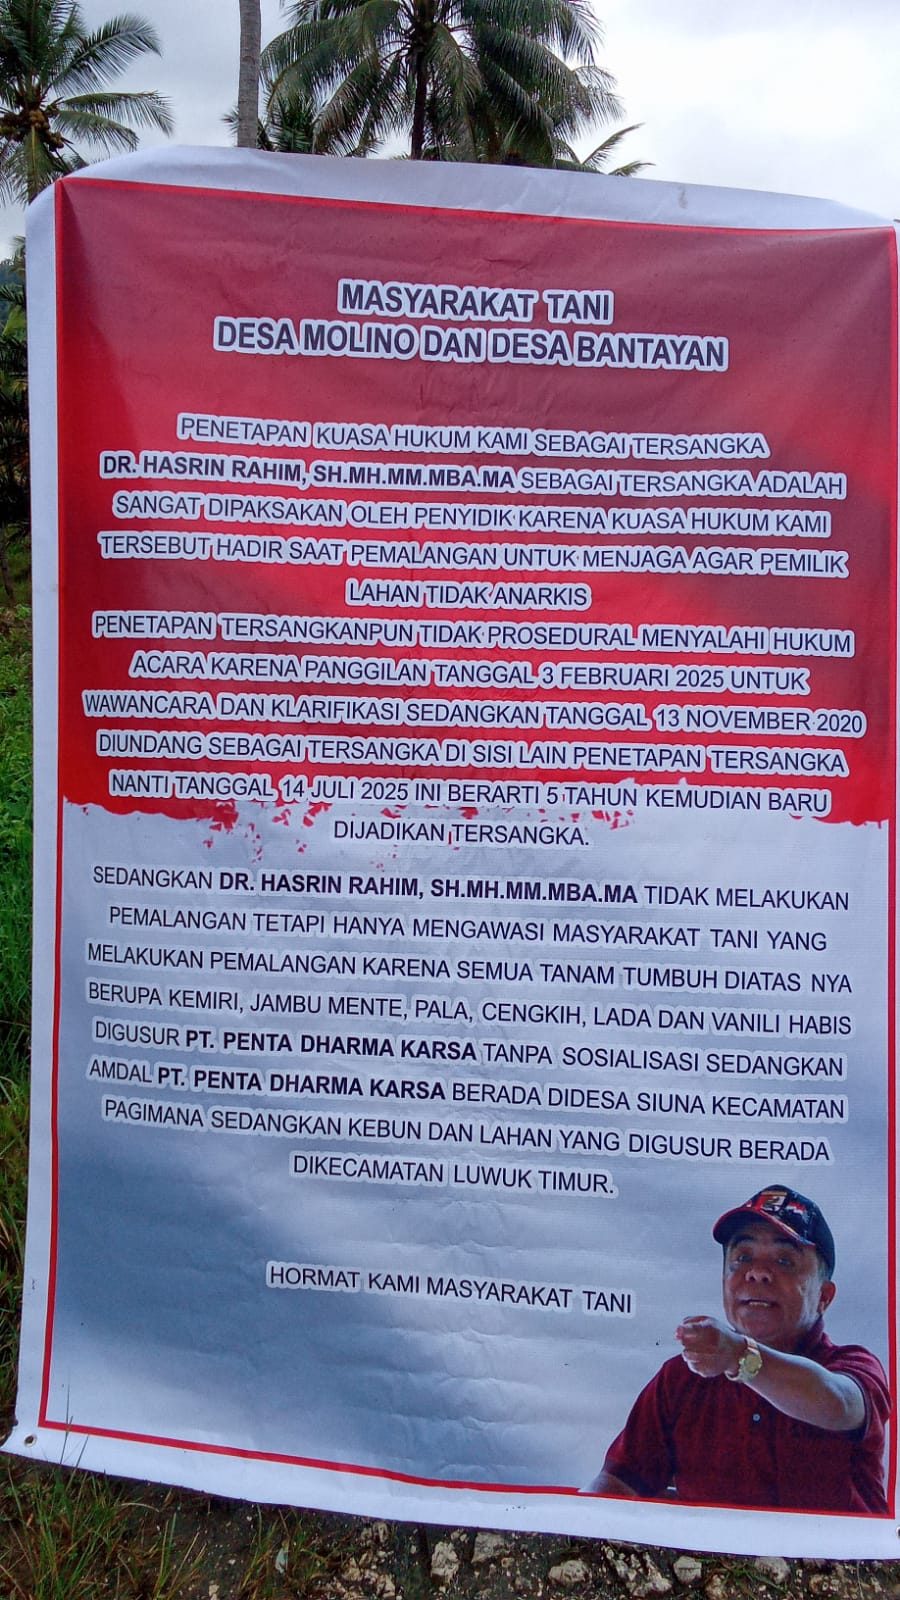 MASYARAKAT TANI
DESA MOLINO DAN DESA BANTAYAN
PENETAPAN KUASA HUKUM KAMI SEBAGAI TERSANGKA
DR. HASRIN RAHIM, SH.MH.MM.MBA.MA SEBAGAI TERSANGKA ADALAH
SANGAT DIPAKSAKAN OLEH PENYIDIK KARENA KUASA HUKUM KAMI
TERSEBUT HADIR SAAT PEMALANGAN UNTUK MENJAGA AGAR PEMILIK
LAHAN TIDAK ANARKIS
PENETAPAN TERSANGKANPUN TIDAK PROSEDURAL MENYALAHI HUKUM
ACARA KARENA PANGGILAN TANGGAL 3 FEBRUARI 2025 UNTUK
WAWANCARA DAN KLARIFIKASI SEDANGKAN TANGGAL 13 NOVEMBER 2020
DIUNDANG SEBAGAI TERSANGKA DI SISI LAIN PENETAPAN TERSANGKA
NANTI TANGGAL 14 JULI 2025 INI BERARTI 5 TAHUN KEMUDIAN BARU
DIJADIKAN TERSANGKA.
SEDANGKAN DR. HASRIN RAHIM, SH.MH.MM.MBA.MA TIDAK MELAKUKAN
PEMALANGAN TETAPI HANYA MENGAWASI MASYARAKAT TANI YANG
MELAKUKAN PEMALANGAN KARENA SEMUA TANAM TUMBUH DIATAS NYA
BERUPA KEMIRI, JAMBU MENTE, PALA, CENGKIH, LADA DAN VANILI HABIS
DIGUSUR PT. PENTA DHARMA KARSA TANPA SOSIALISASI SEDANGKAN
AMDAL PT. PENTA DHARMA KARSA BERADA DIDESA SIUNA KECAMATAN
PAGIMANA SEDANGKAN KEBUN DAN LAHAN YANG DIGUSUR BERADA
DIKECAMATAN LUWUK TIMUR.
HORMAT KAMI MASYARAKAT TANI